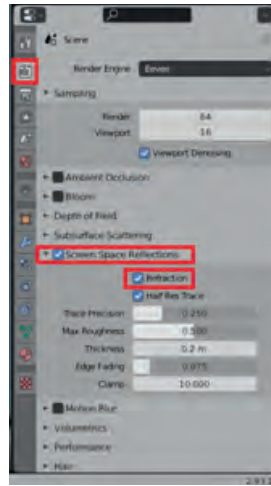 Scene
Render Engine Eevee
Sampling
Render 64
Viewport 16
Viewport Denoising
Ambient Occlusion
Bloom
Depth of Field
Subsurface Scattering
Screen Space Reflections
Refraction
Half Res Trace
Trace Precision 0.250
Max Roughness 0.500
Thickness 0.2 m
Edge Fading 0.075
Clamp 10.000
Motion Blur
Volumetrics
Performance
Hair